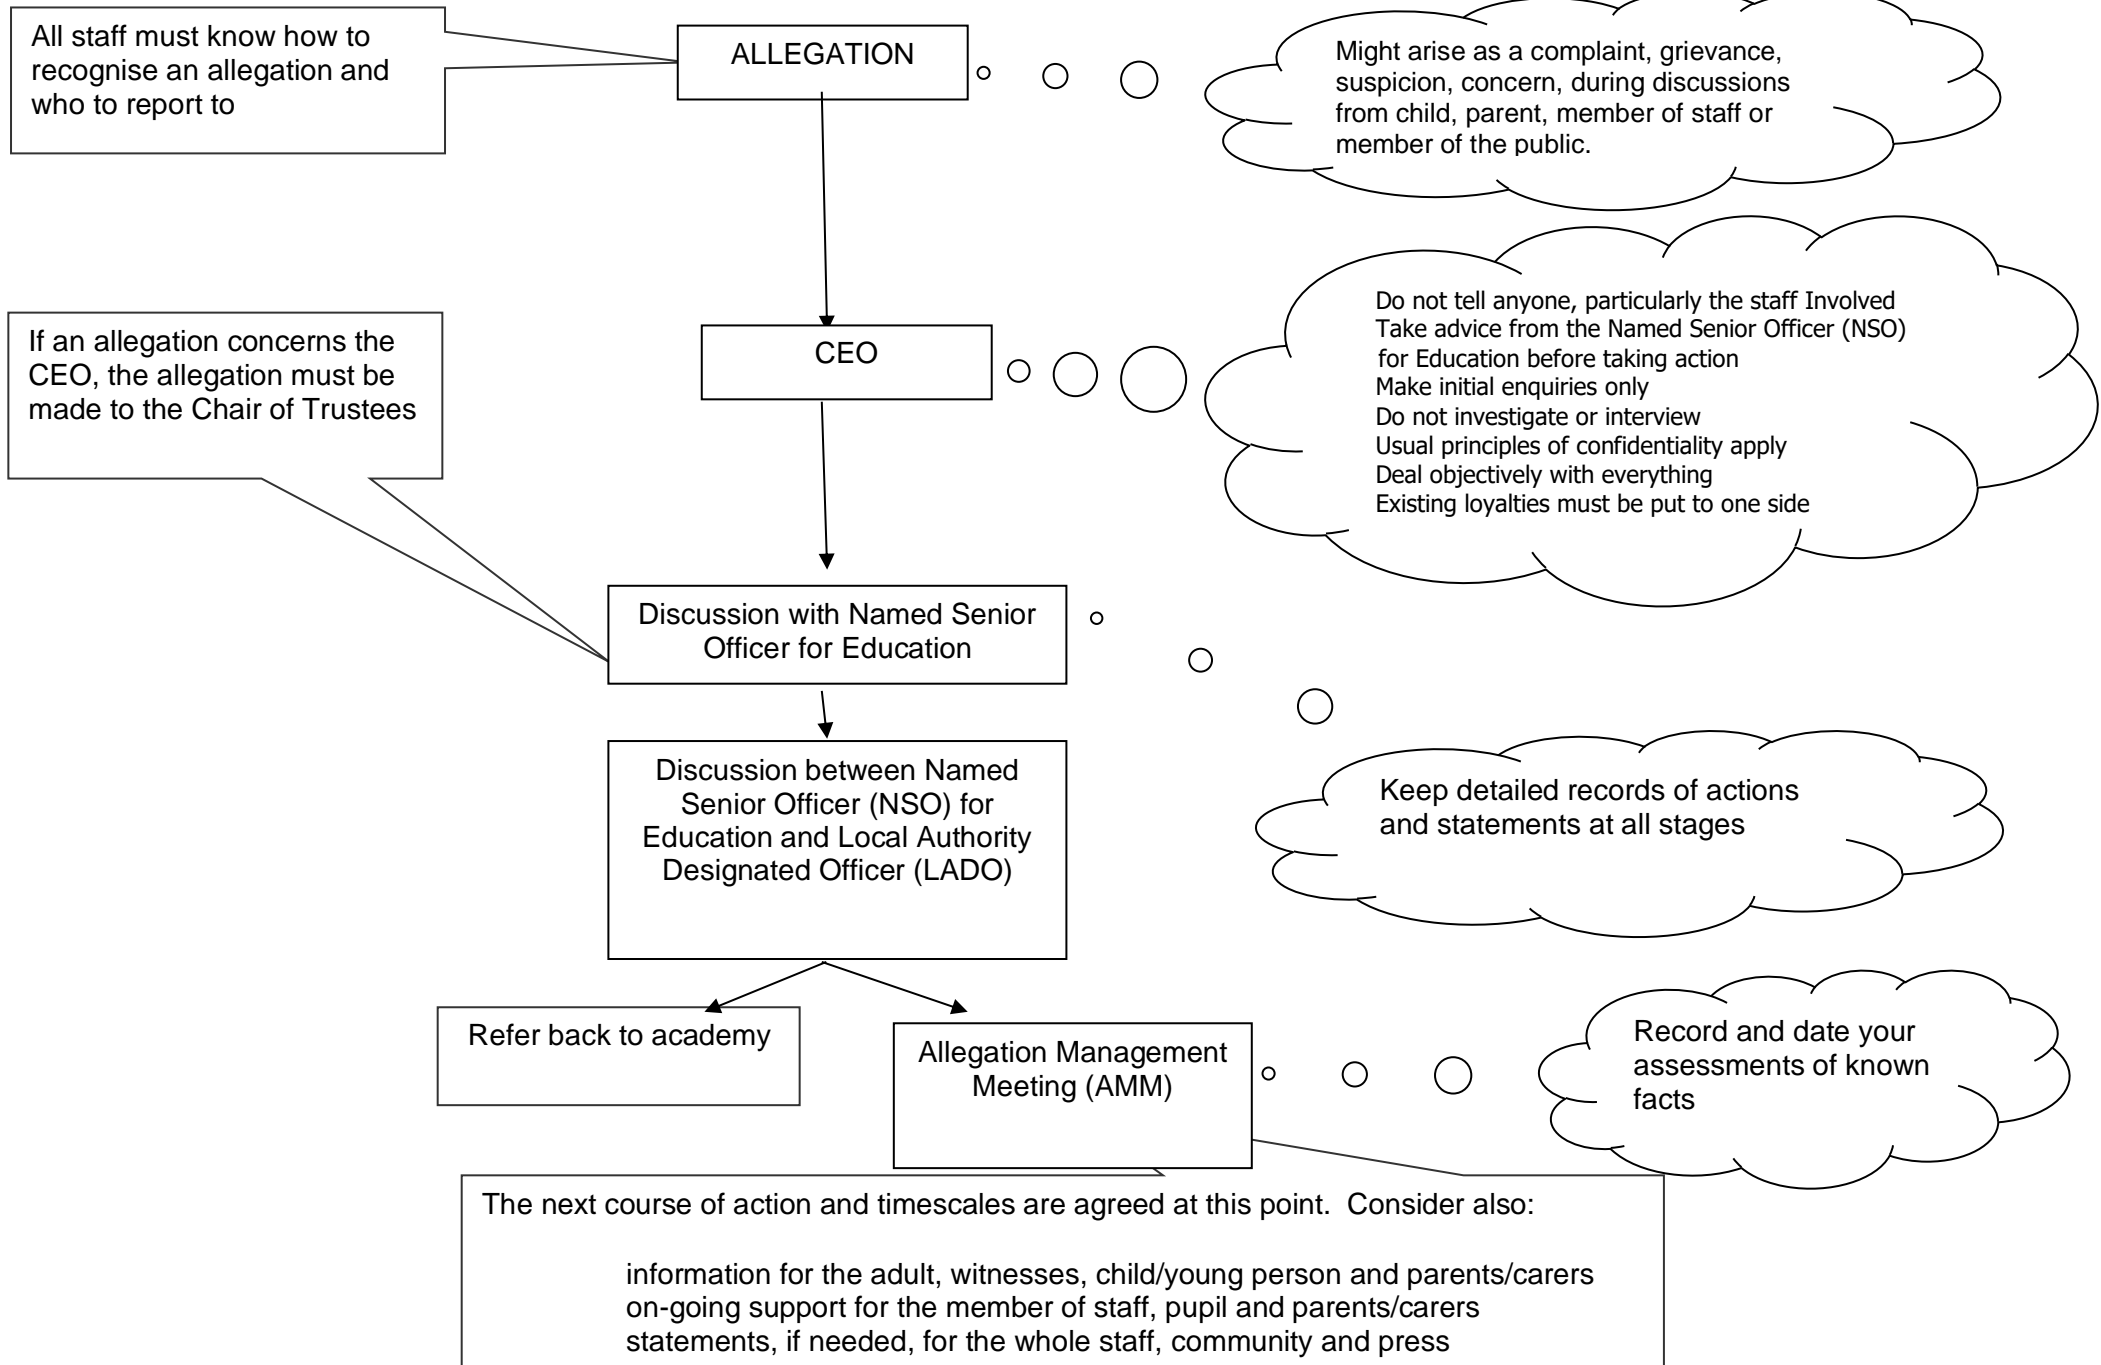 All staff must know how to
recognise an allegation and
who to report to
ALLEGATION
Might arise as a complaint, grievance,
suspicion, concern, during discussions
from child, parent, member of staff or
member of the public.
If an allegation concerns the
CEO, the allegation must be
made to the Chair of Trustees
CEO
Do not tell anyone, particularly the staff Involved
Take advice from the Named Senior Officer (NSO)
for Education before taking action
Make initial enquiries only
Do not investigate or interview
Usual principles of confidentiality apply
Deal objectively with everything
Existing loyalties must be put to one side
Discussion with Named Senior
Officer for Education
Discussion between Named
Senior Officer (NSO) for
Education and Local Authority
Designated Officer (LADO)
Keep detailed records of actions
and statements at all stages
Refer back to academy
Allegation Management
Meeting (AMM)
Record and date your
assessments of known
facts
The next course of action and timescales are agreed at this point.  Consider also:
information for the adult, witnesses, child/young person and parents/carers
on-going support for the member of staff, pupil and parents/carers
statements, if needed, for the whole staff, community and press